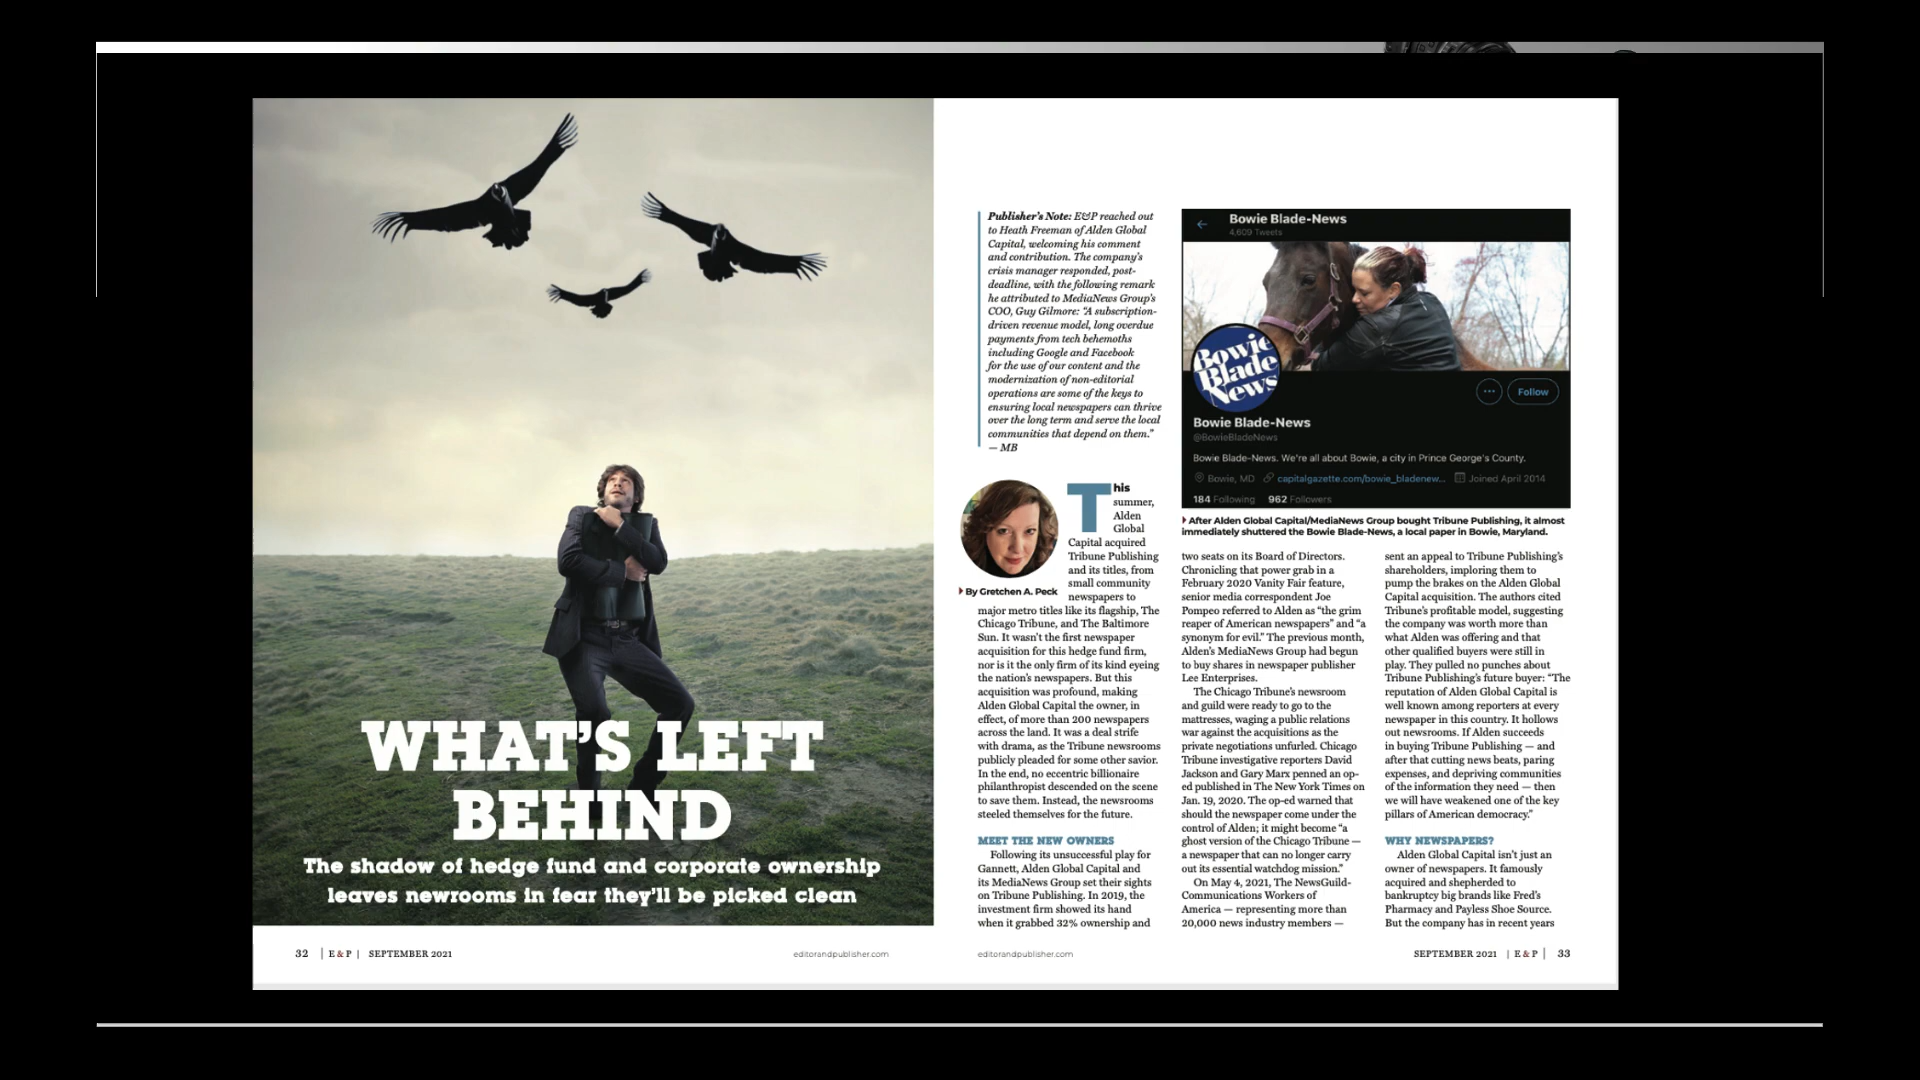 WHAT'S LEFT
BEHIND
The shadow of hedge fund and corporate ownership
leaves newrooms in fear they'll be picked clean
32 | E&P | SEPTEMBER 2021
editorandpublisher.com
Publisher's Note: E&P reached out
to Heath Freeman of Alden Global
Capital, welcoming his comment
and contribution. The company's
crisis manager responded, post-
deadline, with the following remark
he attributed to MediaNews Group's
COO, Guy Gilmore: "A subscription-
driven revenue model, long overdue
payments from tech behemoths
including Google and Facebook
for the use of our content and the
modernization of non-editorial
operations are some of the keys to
ensuring local newspapers can thrive
over the long term and serve the local
communities that depend on them."
— MB
By Gretchen A. Peck
This
summer,
Alden
Global
Capital acquired
Tribune Publishing
and its titles, from
small community
newspapers to
major metro titles like its flagship, The
Chicago Tribune, and The Baltimore
Sun. It wasn't the first newspaper
acquisition for this hedge fund firm,
nor is it the only firm of its kind eyeing
the nation's newspapers. But this
acquisition was profound, making
Alden Global Capital the owner, in
effect, of more than 200 newspapers
across the land. It was a deal strife
with drama, as the Tribune newsrooms
publicly pleaded for some other savior.
In the end, no eccentric billionaire
philanthropist descended on the scene
to save them. Instead, the newsrooms
steeled themselves for the future.
MEET THE NEW OWNERS
Following its unsuccessful play for
Gannett, Alden Global Capital and
its MediaNews Group set their sights
on Tribune Publishing. In 2019, the
investment firm showed its hand
when it grabbed 32% ownership and
Bowie Blade-News
4,609 Tweets
Bowie
Blade
News
Follow
Bowie Blade-News
@BowieBladeNews
Bowie Blade-News. We're all about Bowie, a city in Prince George's County.
Bowie, MD capitalgazette.com/bowie_bladenew... Joined April 2014
184 Following 962 Followers
After Alden Global Capital/MediaNews Group bought Tribune Publishing, it almost
immediately shuttered the Bowie Blade-News, a local paper in Bowie, Maryland.
two seats on its Board of Directors.
Chronicling that power grab in a
February 2020 Vanity Fair feature,
senior media correspondent Joe
Pompeo referred to Alden as "the grim
reaper of American newspapers" and "a
synonym for evil." The previous month,
Alden's MediaNews Group had begun
to buy shares in newspaper publisher
Lee Enterprises.
The Chicago Tribune's newsroom
and guild were ready to go to the
mattresses, waging a public relations
war against the acquisitions as the
private negotiations unfurled. Chicago
Tribune investigative reporters David
Jackson and Gary Marx penned an op-
ed published in The New York Times on
Jan. 19, 2020. The op-ed warned that
should the newspaper come under the
control of Alden; it might become "a
ghost version of the Chicago Tribune —
a newspaper that can no longer carry
out its essential watchdog mission."
On May 4, 2021, The NewsGuild-
Communications Workers of
America — representing more than
20,000 news industry members —
sent an appeal to Tribune Publishing's
shareholders, imploring them to
pump the brakes on the Alden Global
Capital acquisition. The authors cited
Tribune's profitable model, suggesting
the company was worth more than
what Alden was offering and that
other qualified buyers were still in
play. They pulled no punches about
Tribune Publishing's future buyer: "The
reputation of Alden Global Capital is
well known among reporters at every
newspaper in this country. It hollows
out newsrooms. If Alden succeeds
in buying Tribune Publishing — and
after that cutting news beats, paring
expenses, and depriving communities
of the information they need — then
we will have weakened one of the key
pillars of American democracy."
WHY NEWSPAPERS?
Alden Global Capital isn't just an
owner of newspapers. It famously
acquired and shepherded to
bankruptcy big brands like Fred's
Pharmacy and Payless Shoe Source.
But the company has in recent years
editorandpublisher.com
SEPTEMBER 2021 | E&P | 33